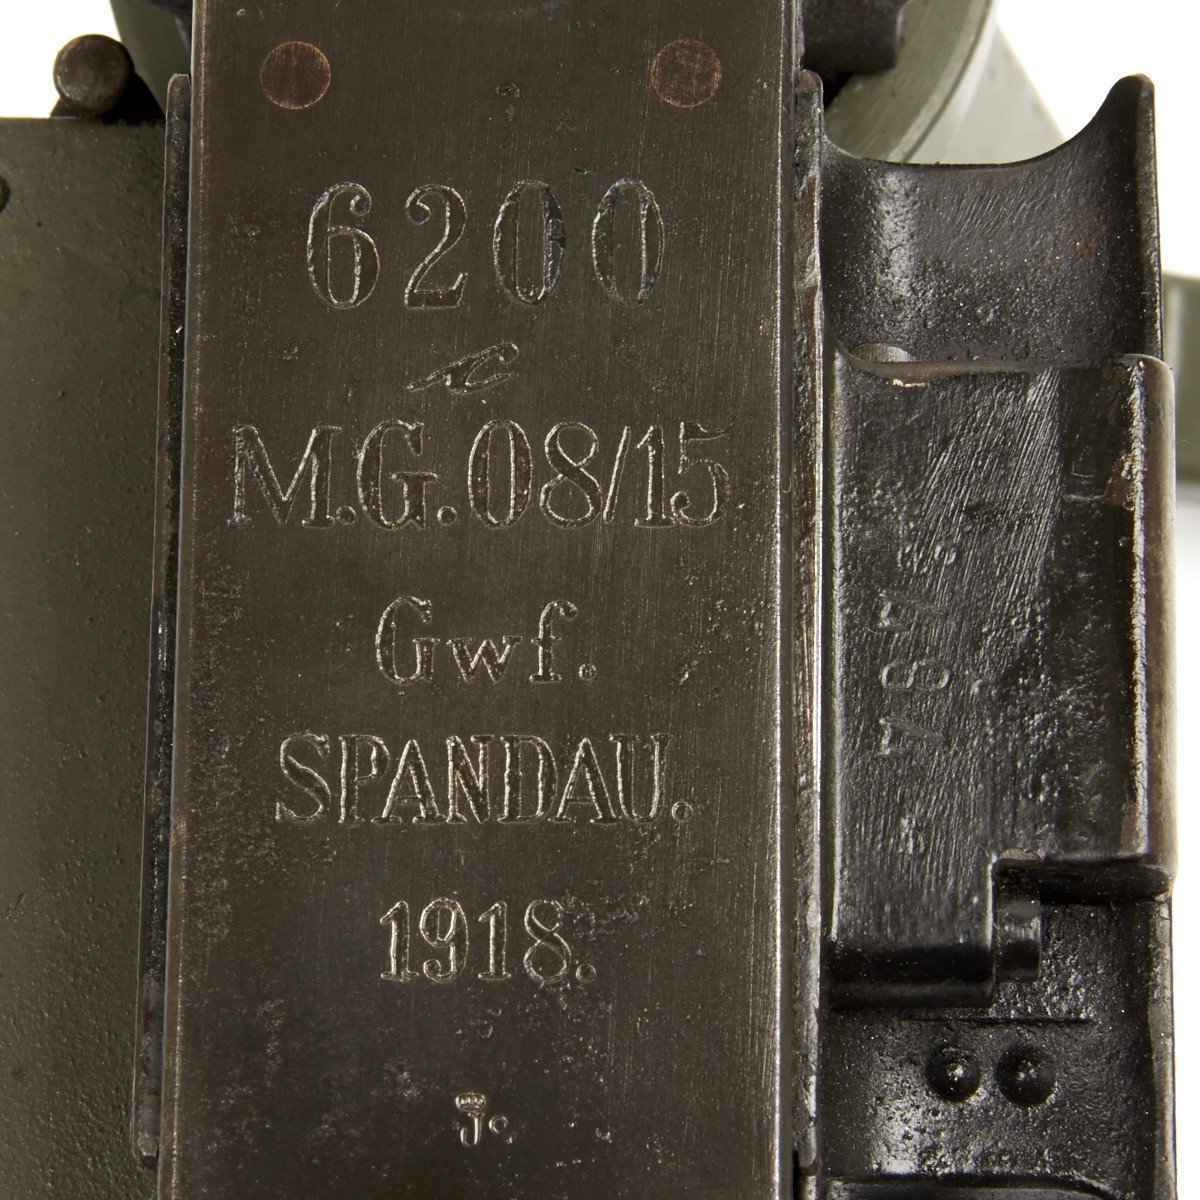 6200
c
M.G.08/15.
Gwf.
SPANDAU.
1918.
J.